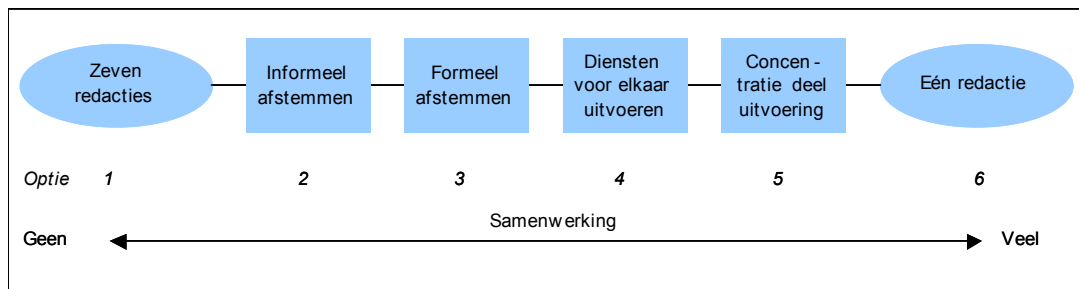 Zeven
redacties
Informeel
afstemmen
Formeel
afstemmen
Diensten
voor elkaar
uitvoeren
Concen -
tratie deel
uitvoering
Eén redactie
Optie 1 2 3 4 5 6
Samenwerking
Geen Veel